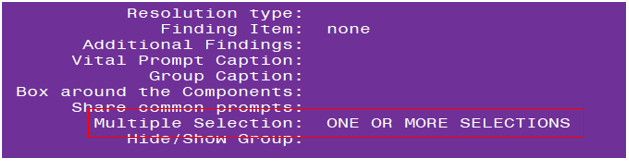 Resolution type:
Finding Item: none
Additional Findings:
Vital Prompt Caption:
Group Caption:
Box around the Components:
Share common prompts:
Multiple Selection: ONE OR MORE SELECTIONS
Hide/Show Group: